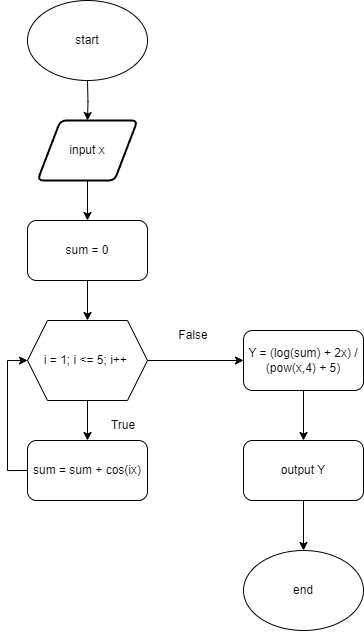 start
input x
sum = 0
i = 1; i <= 5; i++
False
True
sum = sum + cos(ix)
Y = (log(sum) + 2x) /
(pow(x,4) + 5)
output Y
end